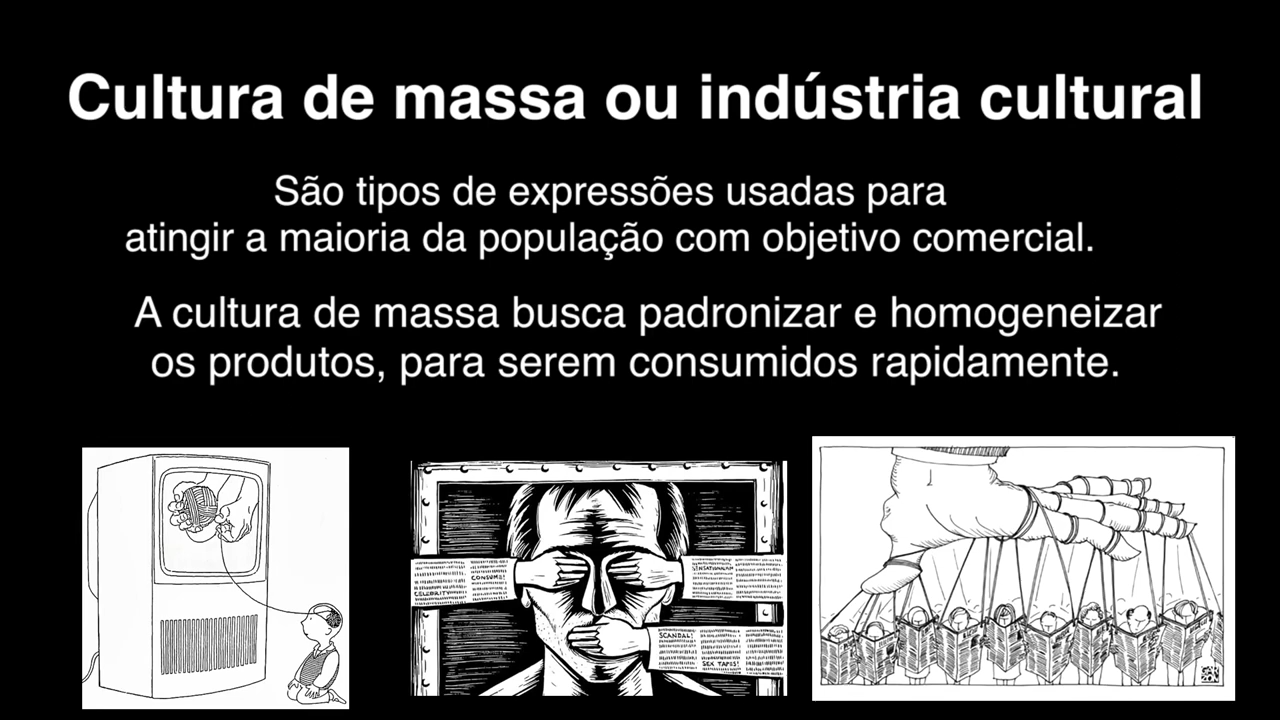 Cultura de massa ou indústria cultural
São tipos de expressões usadas para
atingir a maioria da população com objetivo comercial.
A cultura de massa busca padronizar e homogeneizar
os produtos, para serem consumidos rapidamente.
CONSUME!
CELEBRITY
SENSATIONALISM
SCANDAL!
SEX TAPES!